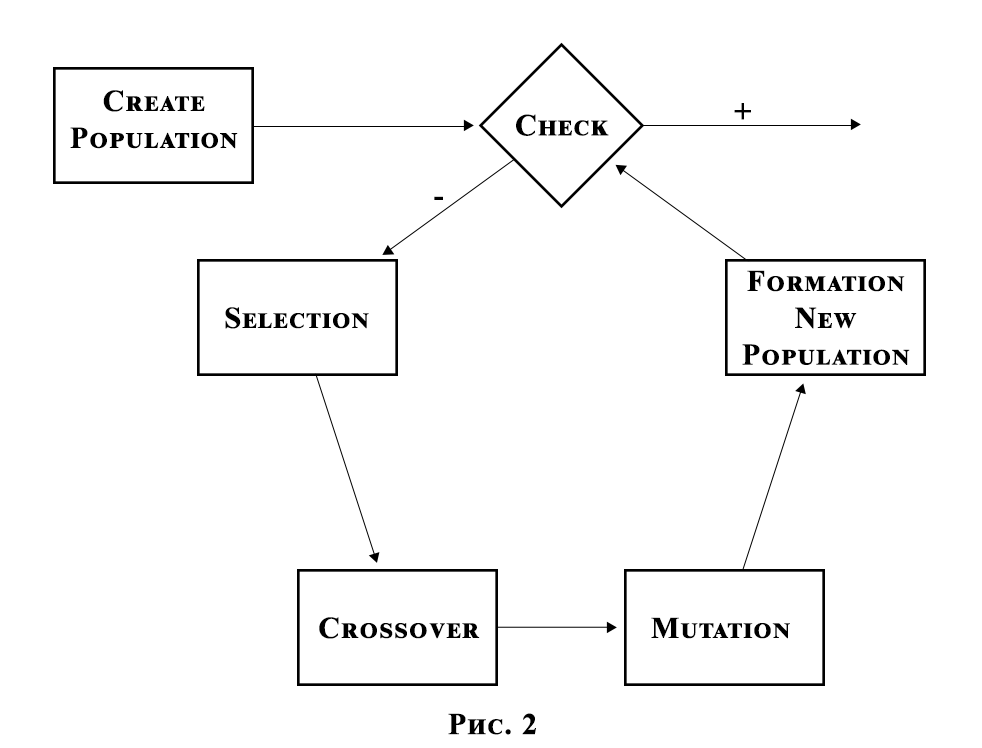 Create
Population
Check
+
-
Selection
Formation
New
Population
Crossover
Mutation
Рис. 2